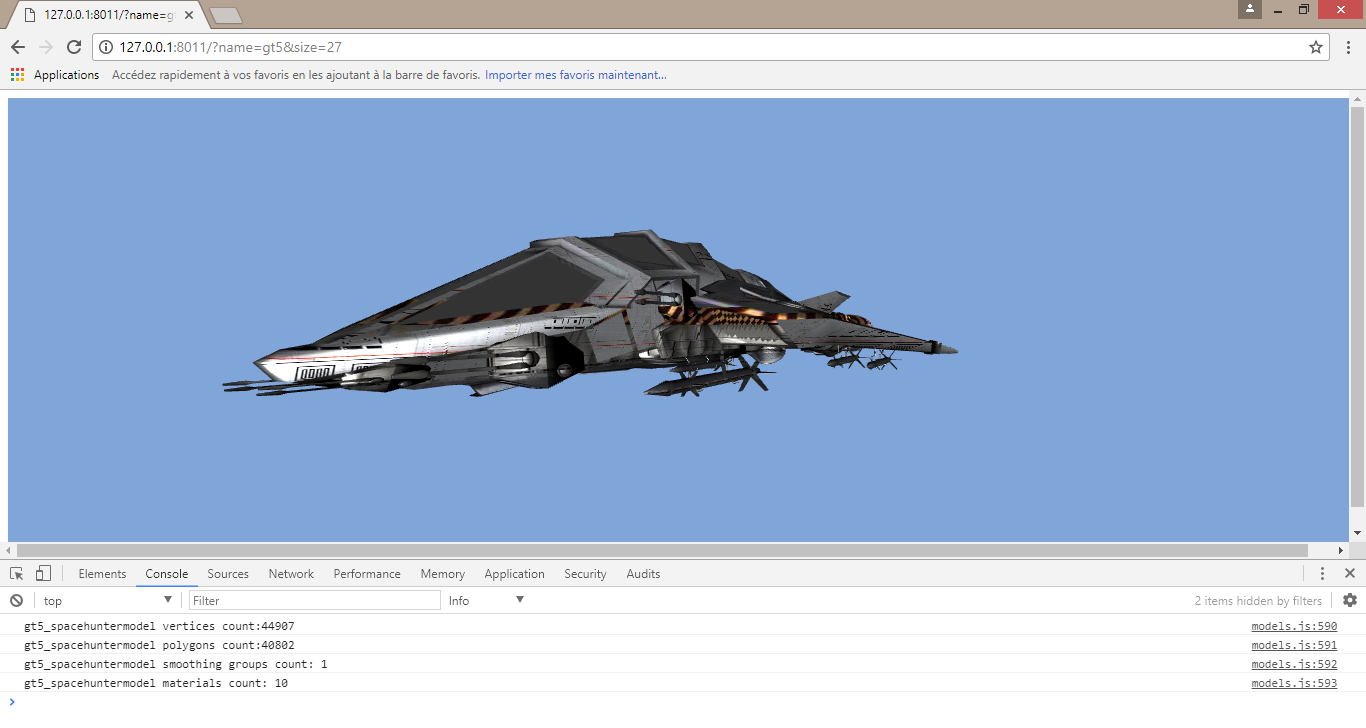 127.0.0.1:8011/?name=gt
127.0.0.1:8011/?name=gt5&size=27
Applications Accédez rapidement à vos favoris en les ajoutant à la barre de favoris. Importer mes favoris maintenant...
Elements Console Sources Network Performance Memory Application Security Audits
top Filter Info 2 items hidden by filters
gt5_spacehuntermodel vertices count:44907 models.js:590
gt5_spacehuntermodel polygons count:40802 models.js:591
gt5_spacehuntermodel smoothing groups count: 1 models.js:592
gt5_spacehuntermodel materials count: 10 models.js:593